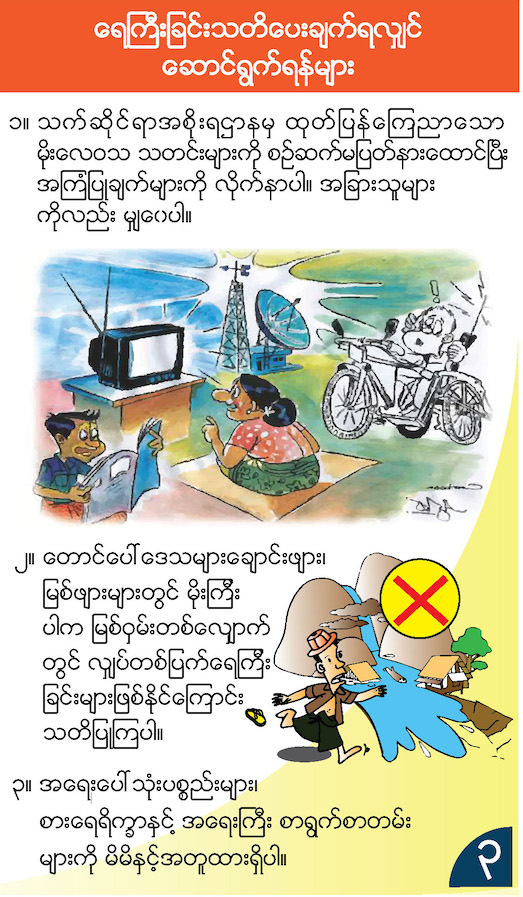 ရေကြီးခြင်းသတိပေးချက်ရလျှင်
ဆောင်ရွက်ရန်များ
၁။ သက်ဆိုင်ရာအစိုးရဌာနမှ ထုတ်ပြန်ကြေညာသော
မိုးလေဝသ သတင်းများကို စဉ်ဆက်မပြတ်နားထောင်ပြီး
အကြံပြုချက်များကို လိုက်နာပါ။ အခြားသူများ
ကိုလည်း မျှဝေပါ။
၂။ တောင်ပေါ်ဒေသများချောင်းဖျား၊
မြစ်ဖျားများတွင် မိုးကြီး
ပါက မြစ်ဝှမ်းတစ်လျှောက်
တွင် လျှပ်တစ်ပြက်ရေကြီး
ခြင်းများဖြစ်နိုင်ကြောင်း
သတိပြုကြပါ။
၃။ အရေးပေါ်သုံးပစ္စည်းများ၊
စားရေရိက္ခာနှင့် အရေးကြီး စာရွက်စာတမ်း
များကို မိမိနှင့်အတူထားရှိပါ။
၃